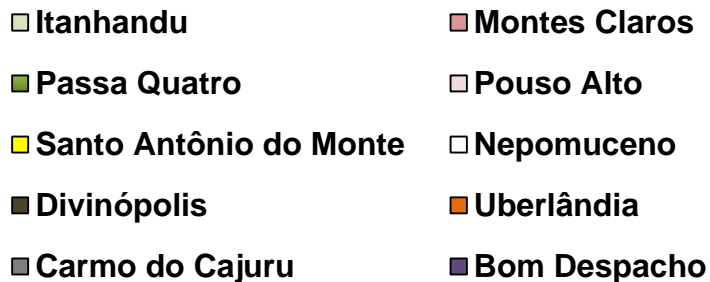 Itanhandu
Montes Claros
Passa Quatro
Pouso Alto
Santo Antônio do Monte
Nepomuceno
Divinópolis
Uberlândia
Carmo do Cajuru
Bom Despacho